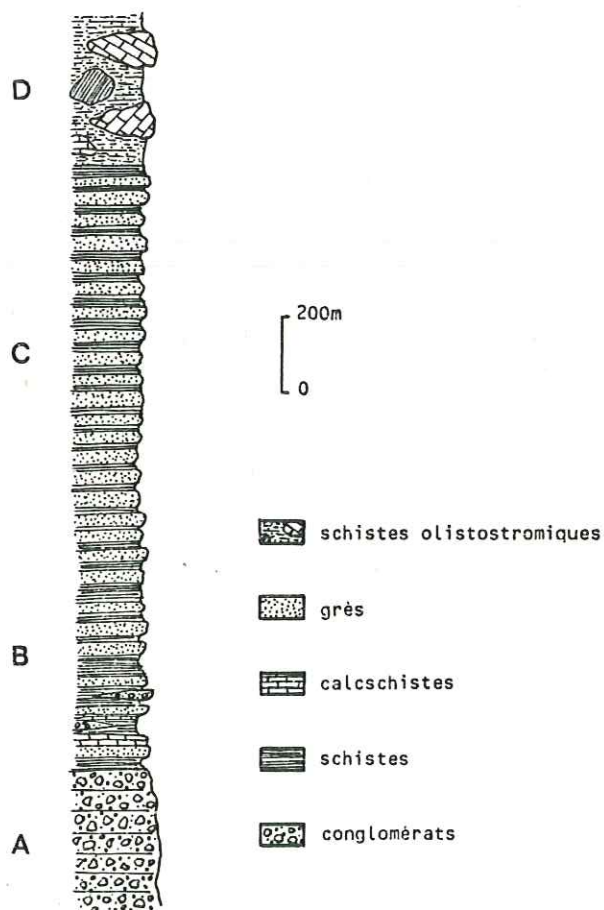 D
C
B
A
200m
0
schistes olistostromiques
grès
calcschistes
schistes
conglomérats